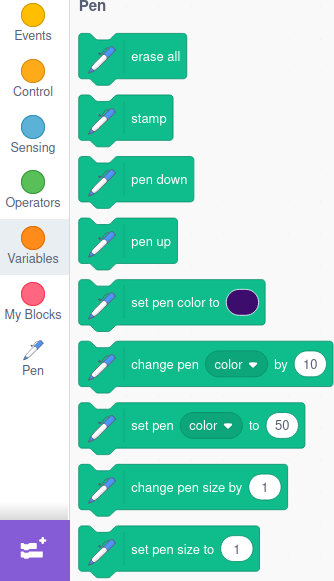 Pen
Events
Control
Sensing
Operators
Variables
My Blocks
Pen
erase all
stamp
pen down
pen up
set pen color to
change pen color by 10
set pen color to 50
change pen size by 1
set pen size to 1